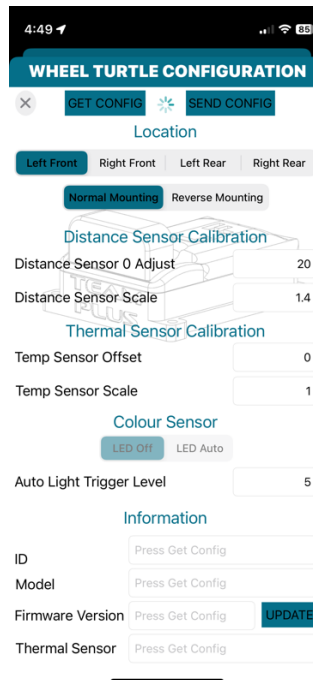 4:49
85
WHEEL TURTLE CONFIGURATION
GET CONFIG SEND CONFIG
Location
Left Front Right Front Left Rear Right Rear
Normal Mounting Reverse Mounting
Distance Sensor Calibration
Distance Sensor 0 Adjust 20
Distance Sensor Scale 1.4
Thermal Sensor Calibration
Temp Sensor Offset 0
Temp Sensor Scale 1
Colour Sensor
LED Off LED Auto
Auto Light Trigger Level 5
Information
ID Press Get Config
Model Press Get Config
Firmware Version Press Get Config UPDATE
Thermal Sensor Press Get Config